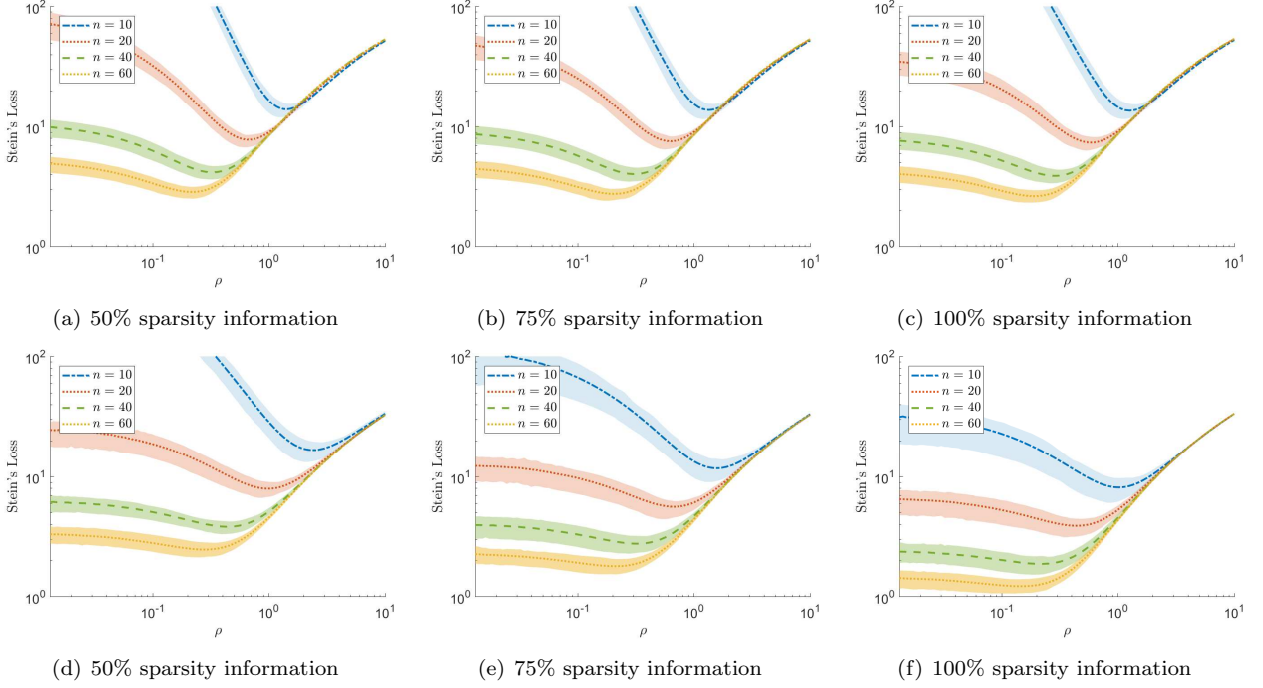 10^2
10^1
10^0
Stein's Loss
n = 10
n = 20
n = 40
n = 60
10^-1
10^0
10^1
ρ
(a) 50% sparsity information
10^2
10^1
10^0
Stein's Loss
n = 10
n = 20
n = 40
n = 60
10^-1
10^0
10^1
ρ
(b) 75% sparsity information
10^2
10^1
10^0
Stein's Loss
n = 10
n = 20
n = 40
n = 60
10^-1
10^0
10^1
ρ
(c) 100% sparsity information
10^2
10^1
10^0
Stein's Loss
n = 10
n = 20
n = 40
n = 60
10^-1
10^0
10^1
ρ
(d) 50% sparsity information
10^2
10^1
10^0
Stein's Loss
n = 10
n = 20
n = 40
n = 60
10^-1
10^0
10^1
ρ
(e) 75% sparsity information
10^2
10^1
10^0
Stein's Loss
n = 10
n = 20
n = 40
n = 60
10^-1
10^0
10^1
ρ
(f) 100% sparsity information